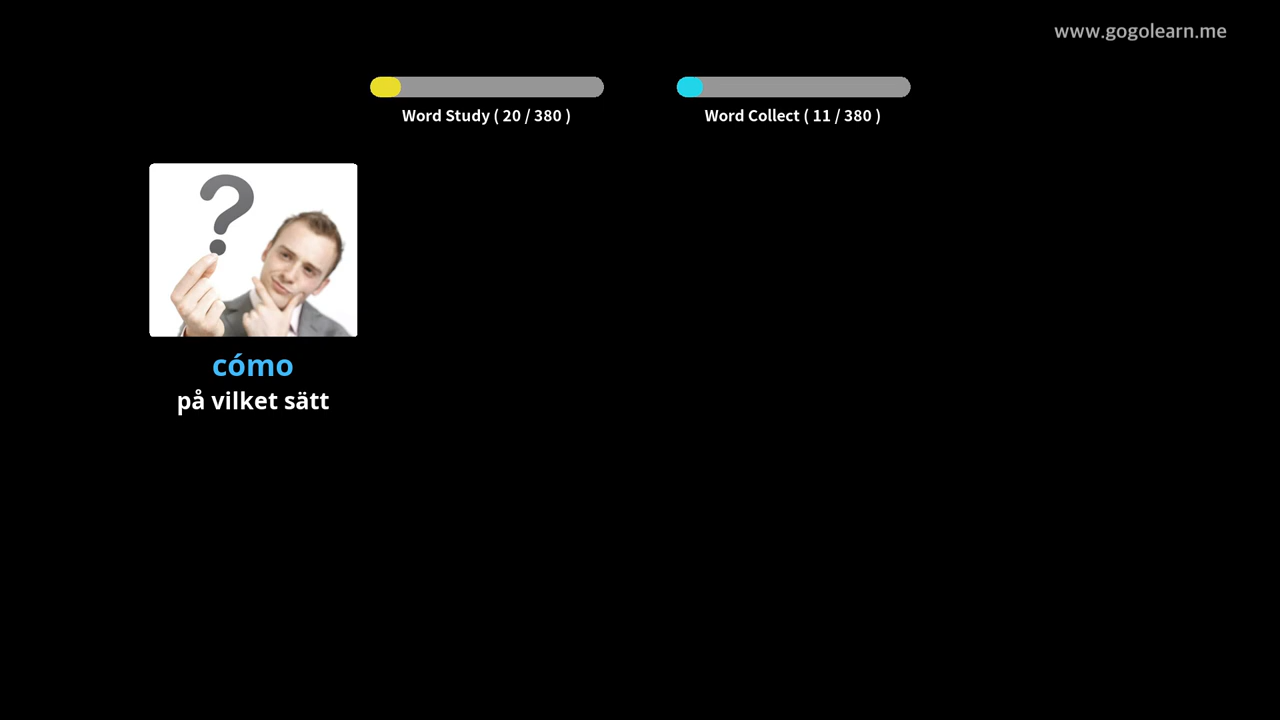 www.gogolearn.me
Word Study ( 20 / 380 )
Word Collect ( 11 / 380 )
?
cómo
på vilket sätt